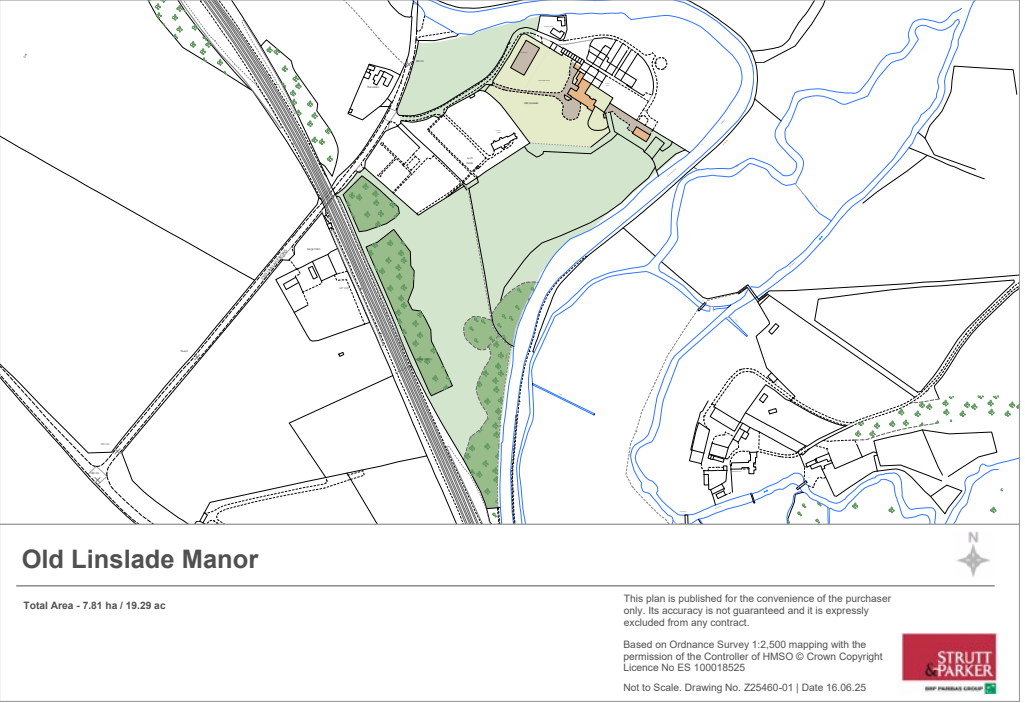 N
Old Linslade Manor
Total Area - 7.81 ha / 19.29 ac
This plan is published for the convenience of the purchaser
only. Its accuracy is not guaranteed and it is expressly
excluded from any contract.
Based on Ordnance Survey 1:2,500 mapping with the
permission of the Controller of HMSO © Crown Copyright
Licence No ES 100018525
Not to Scale. Drawing No. Z25460-01 | Date 16.06.25
STRUTT
&PARKER
BNP PARIBAS GROUP